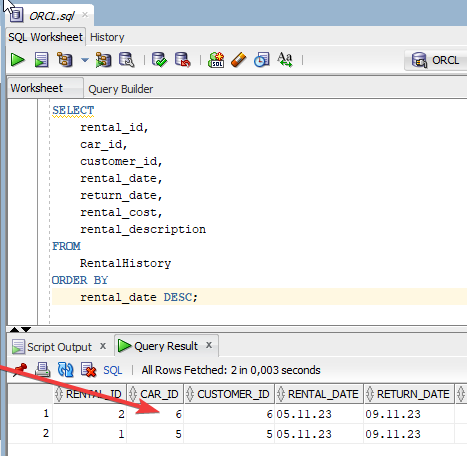 ORCL.sql
SQL Worksheet History
ORCL
Worksheet Query Builder
SELECT
rental_id,
car_id,
customer_id,
rental_date,
return_date,
rental_cost,
rental_description
FROM
RentalHistory
ORDER BY
rental_date DESC;
Script Output x Query Result x
SQL | All Rows Fetched: 2 in 0,003 seconds
RENTAL_ID CAR_ID CUSTOMER_ID RENTAL_DATE RETURN_DATE
1 2 6 6 05.11.23 09.11.23
2 1 5 5 05.11.23 09.11.23